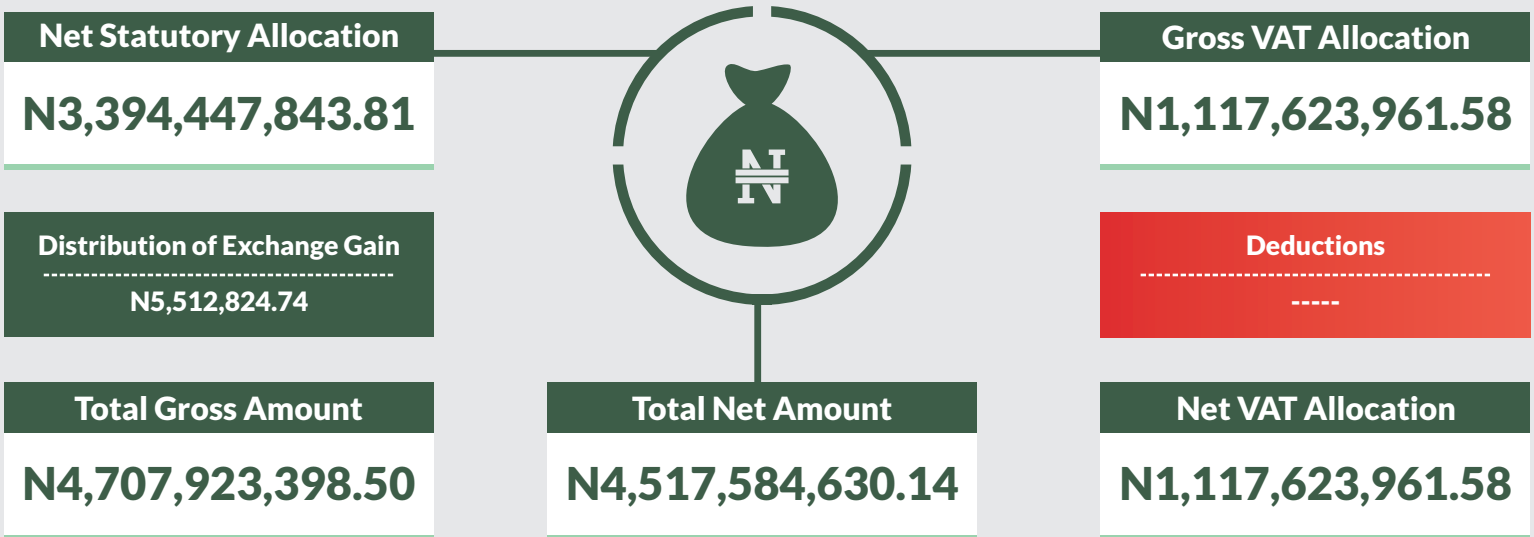 Net Statutory Allocation
N3,394,447,843.81
Gross VAT Allocation
N1,117,623,961.58
₦
Distribution of Exchange Gain
--------------------------------------------
N5,512,824.74
Deductions
--------------------------------------------
-----
Total Gross Amount
N4,707,923,398.50
Total Net Amount
N4,517,584,630.14
Net VAT Allocation
N1,117,623,961.58